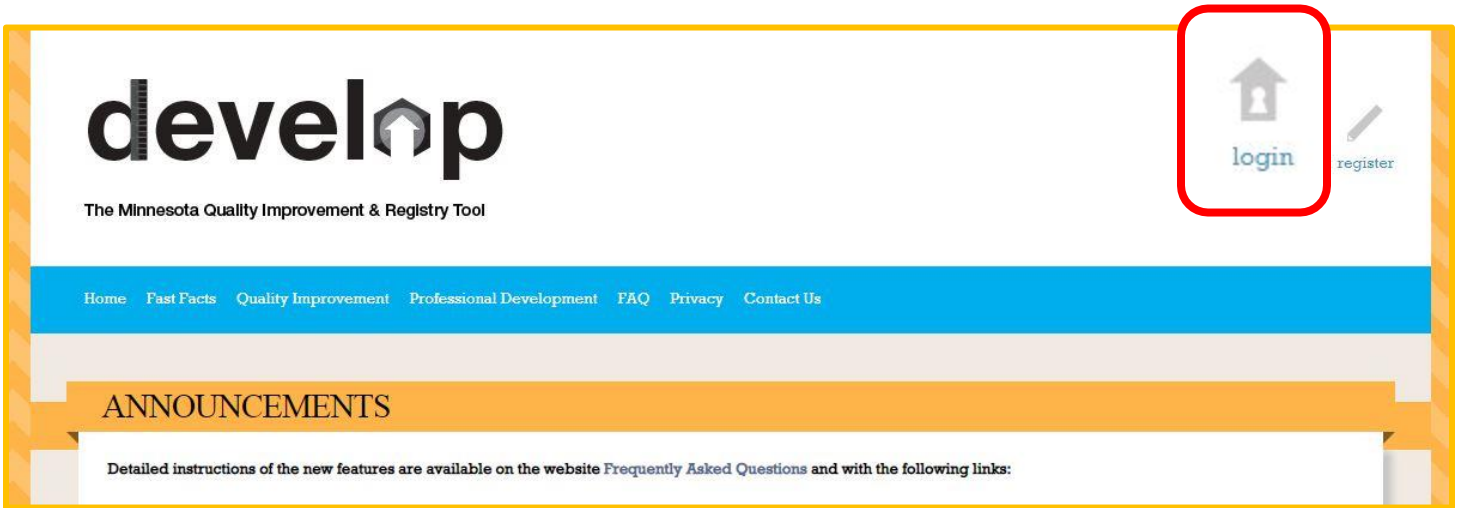 develop
login
register
The Minnesota Quality Improvement & Registry Tool
Home Fast Facts Quality Improvement Professional Development FAQ Privacy Contact Us
ANNOUNCEMENTS
Detailed instructions of the new features are available on the website Frequently Asked Questions and with the following links: